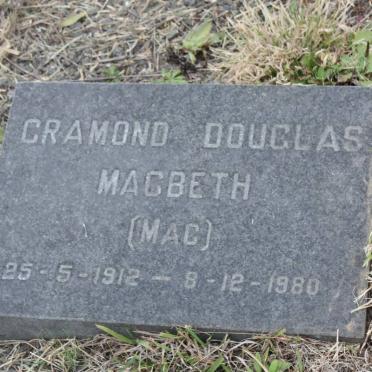 CRAMOND DOUGLAS
MACBETH
(MAC)
25-5-1912 — 8-12-1980